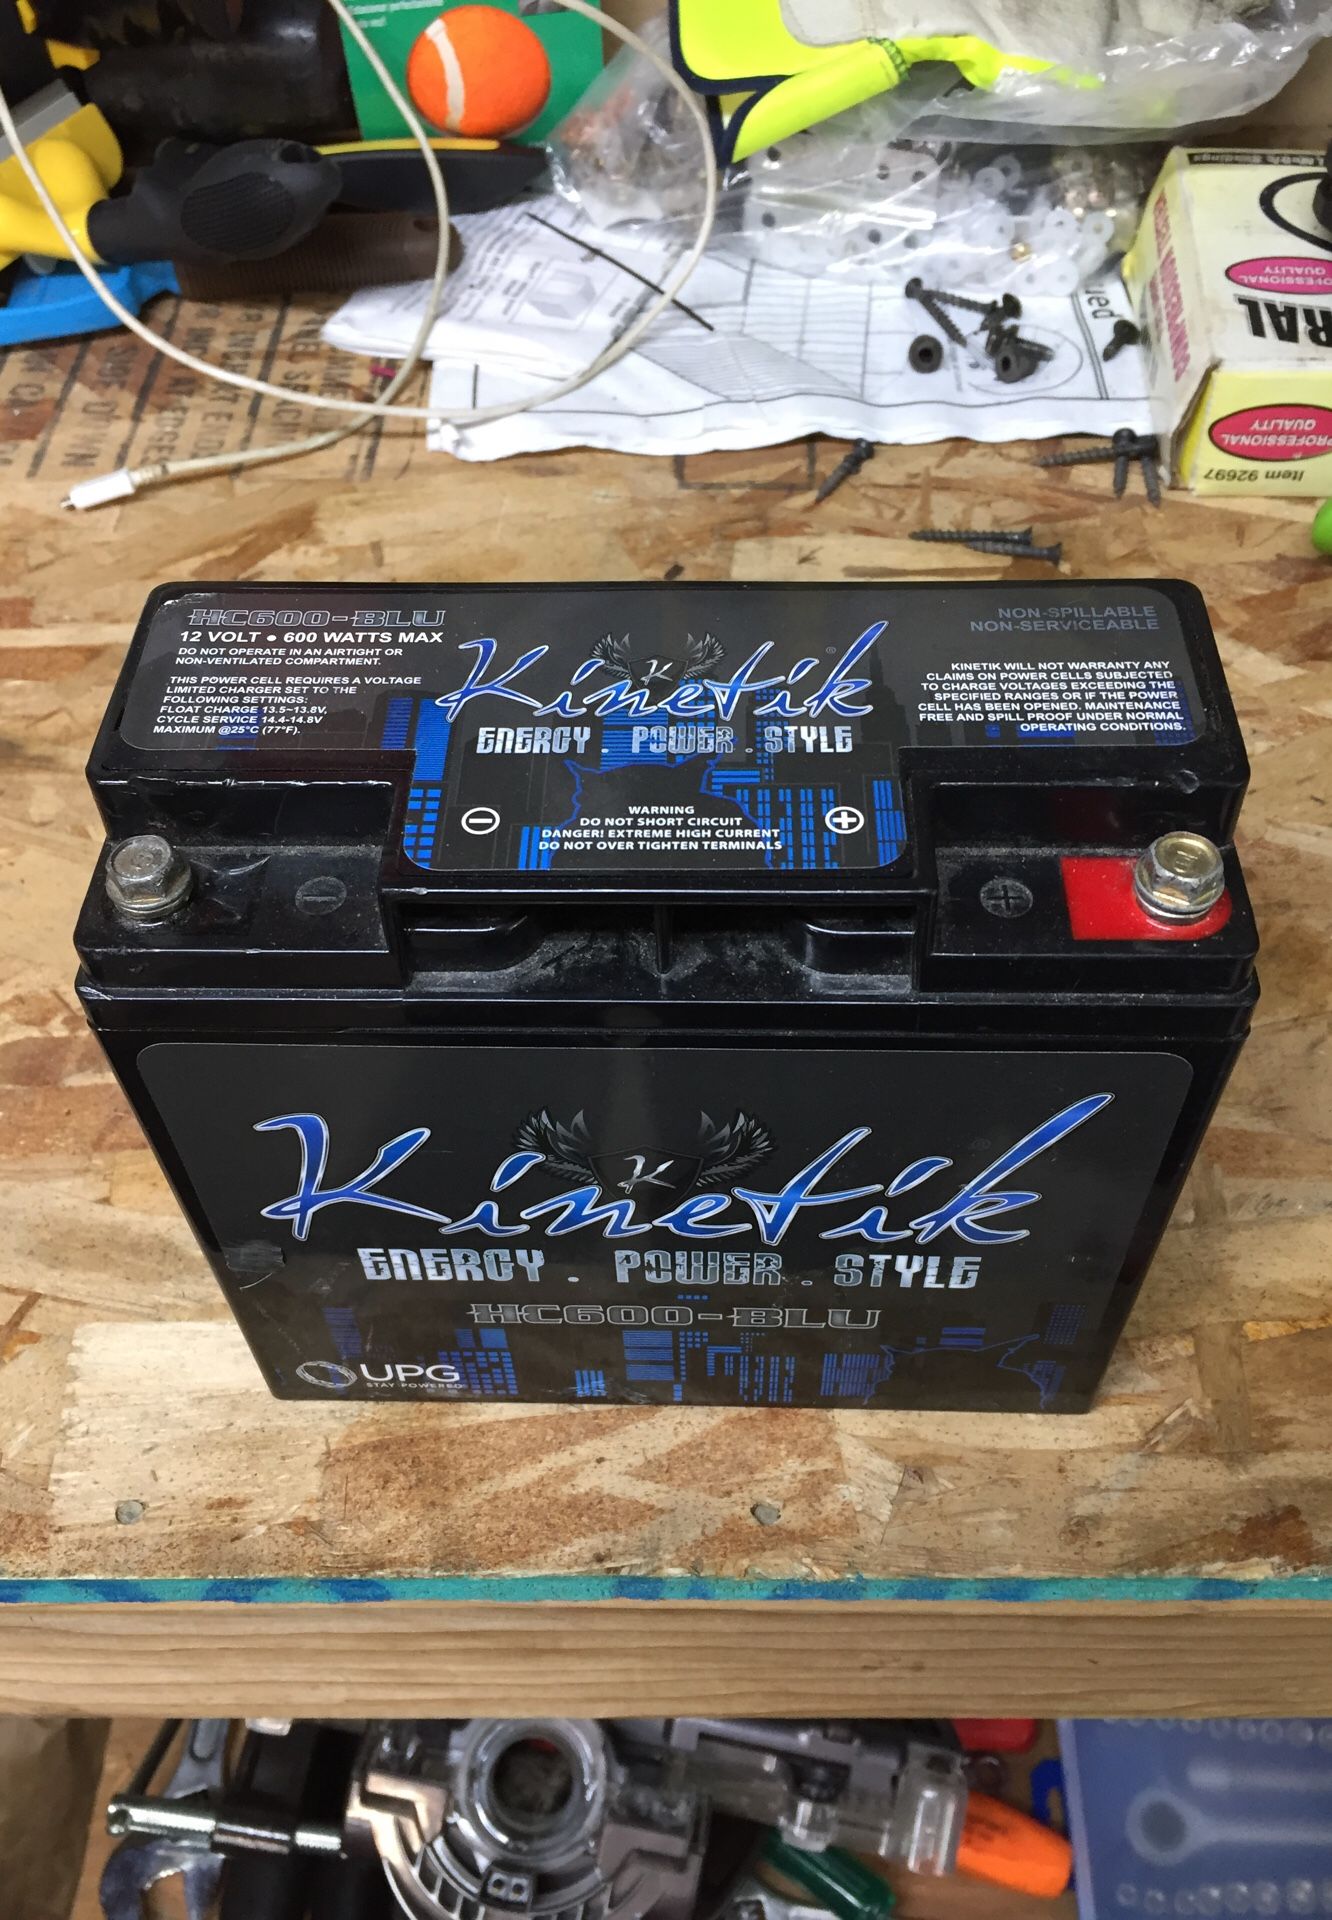 PROFESSIONAL
QUALITY
RAL
PROFESSIONAL
QUALITY
Item 92697
HC600-BLU
12 VOLT • 600 WATTS MAX
DO NOT OPERATE IN AN AIRTIGHT OR
NON-VENTILATED COMPARTMENT.
THIS POWER CELL REQUIRES A VOLTAGE
LIMITED CHARGER SET TO THE
FOLLOWING SETTINGS:
FLOAT CHARGE 13.5~13.8V,
CYCLE SERVICE 14.4-14.8V
MAXIMUM @25°C (77°F).
K
Kinetik®
ENERGY . POWER . STYLE
WARNING
DO NOT SHORT CIRCUIT
DANGER! EXTREME HIGH CURRENT
DO NOT OVER TIGHTEN TERMINALS
NON-SPILLABLE
NON-SERVICEABLE
KINETIK WILL NOT WARRANTY ANY
CLAIMS ON POWER CELLS SUBJECTED
TO CHARGE VOLTAGES EXCEEDING THE
SPECIFIED RANGES OR IF THE POWER
CELL HAS BEEN OPENED. MAINTENANCE
FREE AND SPILL PROOF UNDER NORMAL
OPERATING CONDITIONS.
K
Kinetik®
ENERGY . POWER . STYLE
HC600-BLU
UPG
STAY POWERED